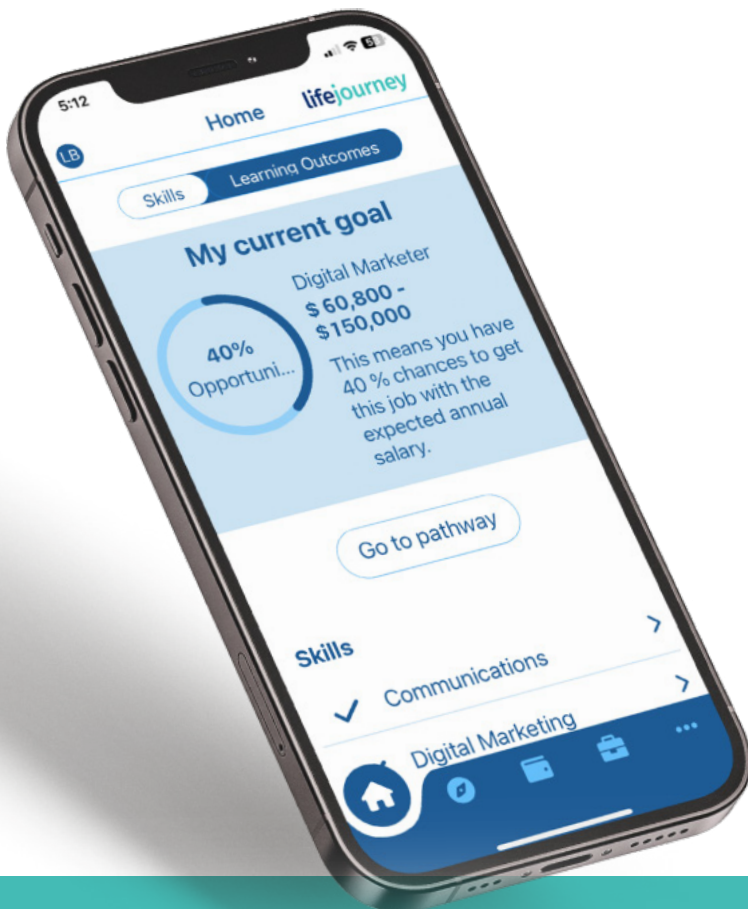 5:12
Home
lifejourney
LB
Skills
Learning Outcomes
My current goal
40%
Opportuni...
Digital Marketer
$ 60,800 -
$150,000
This means you have
40 % chances to get
this job with the
expected annual
salary.
Go to pathway
Skills
Communications
Digital Marketing